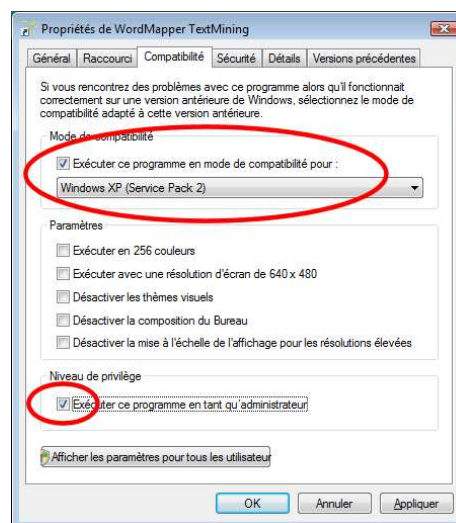 Propriétés de WordMapper TextMining
Général Raccourci Compatibilité Sécurité Détails Versions précédentes
Si vous rencontrez des problèmes avec ce programme alors qu'il fonctionnait
correctement sur une version antérieure de Windows, sélectionnez le mode de
compatibilité adapté à cette version antérieure.
Mode de compatibilité
Exécuter ce programme en mode de compatibilité pour :
Windows XP (Service Pack 2)
Paramètres
Exécuter en 256 couleurs
Exécuter avec une résolution d'écran de 640 x 480
Désactiver les thèmes visuels
Désactiver la composition du Bureau
Désactiver la mise à l'échelle de l'affichage pour les résolutions élevées
Niveau de privilège
Exécuter ce programme en tant qu'administrateur
Afficher les paramètres pour tous les utilisateur
OK Annuler Appliquer